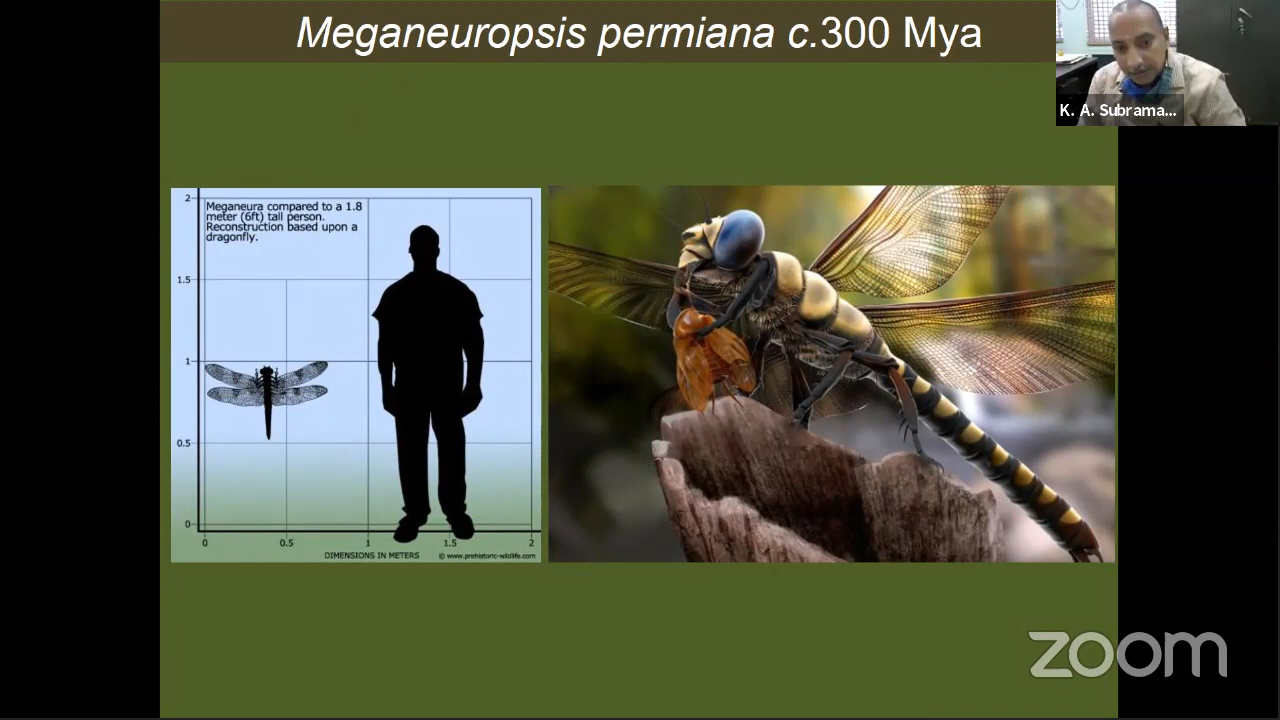 Meganeuropsis permiana c.300 Mya
K. A. Subrama...
Meganeura compared to a 1.8
meter (6ft) tall person.
Reconstruction based upon a
dragonfly.
2
1.5
1
0.5
0
0 0.5 1 1.5 2
DIMENSIONS IN METERS © www.prehistoric-wildlife.com
zoom